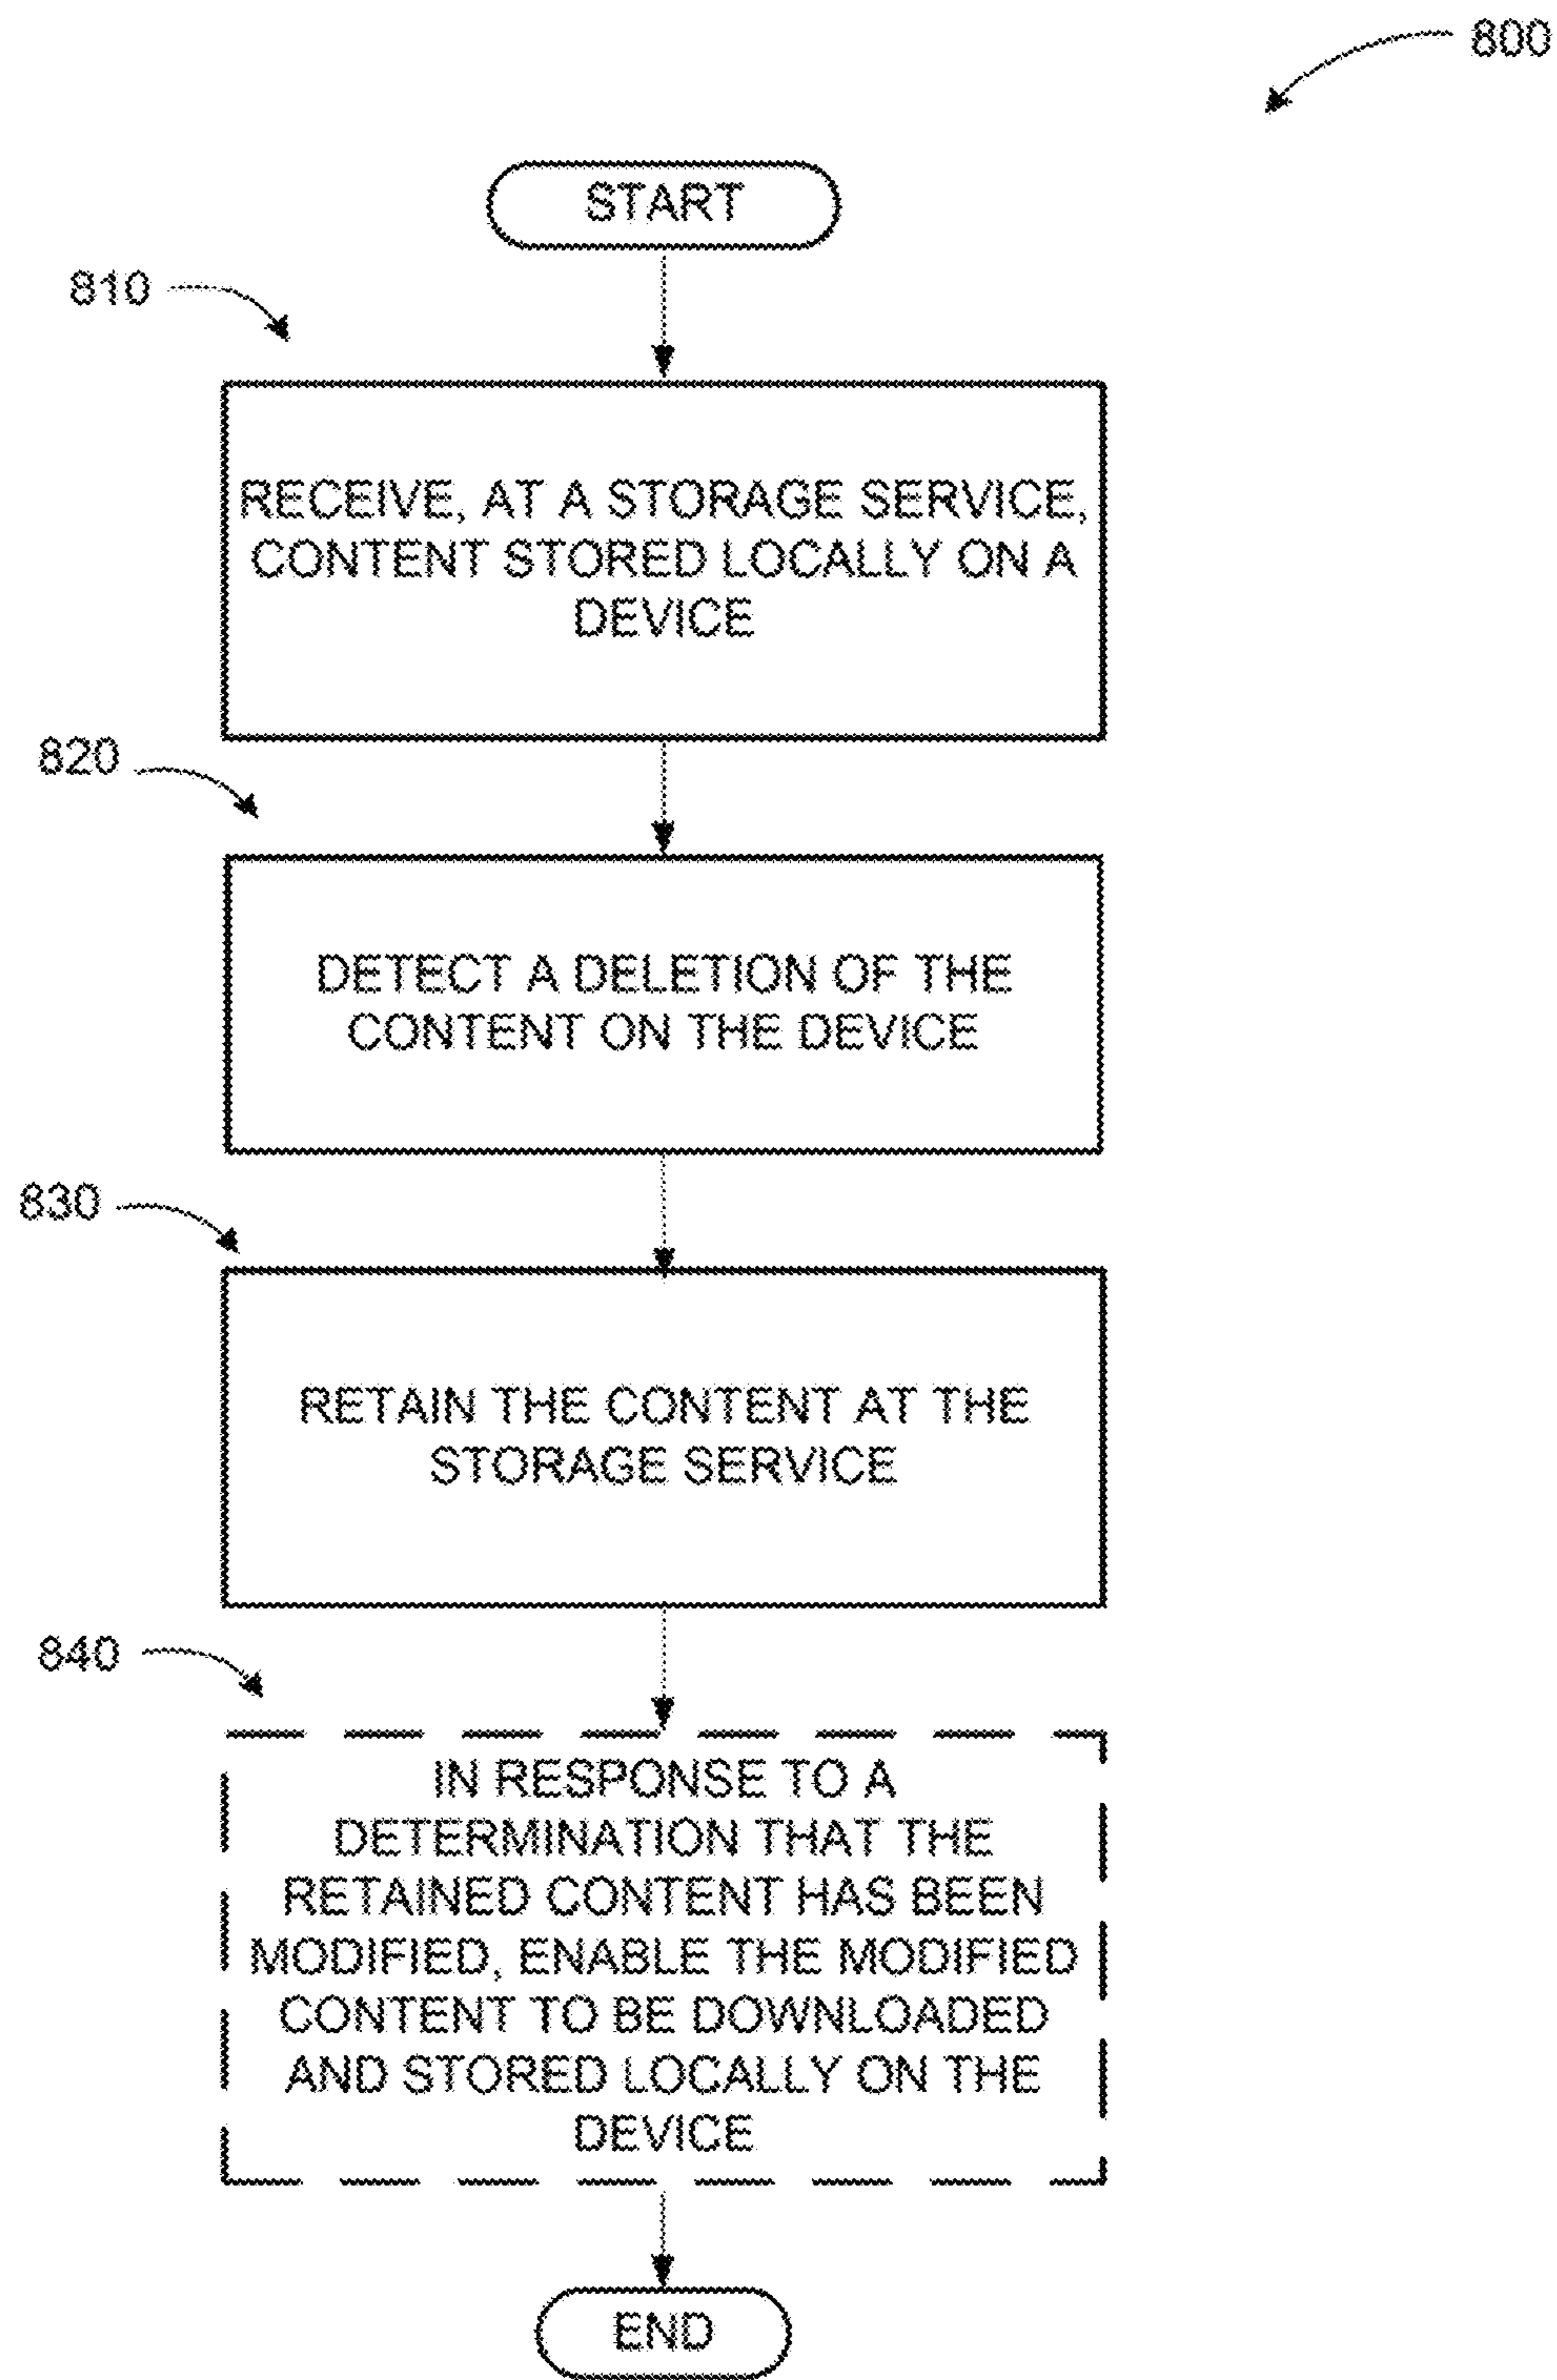 800
START
810
RECEIVE, AT A STORAGE SERVICE,
CONTENT STORED LOCALLY ON A
DEVICE
820
DETECT A DELETION OF THE
CONTENT ON THE DEVICE
830
RETAIN THE CONTENT AT THE
STORAGE SERVICE
840
IN RESPONSE TO A
DETERMINATION THAT THE
RETAINED CONTENT HAS BEEN
MODIFIED, ENABLE THE MODIFIED
CONTENT TO BE DOWNLOADED
AND STORED LOCALLY ON THE
DEVICE
END